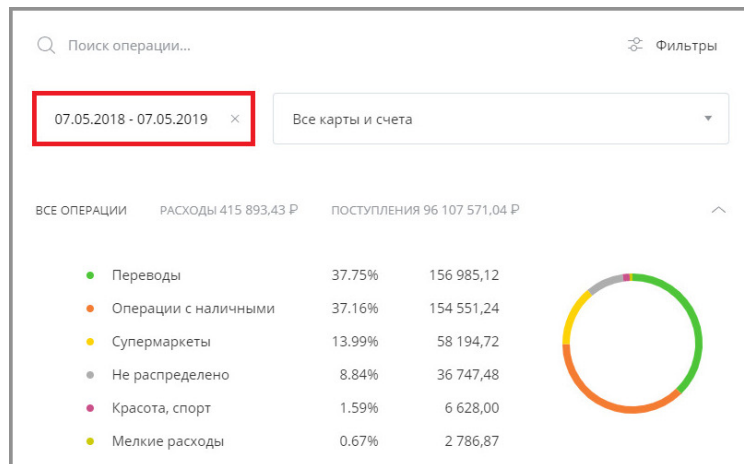 Поиск операции...
Фильтры
07.05.2018 - 07.05.2019 ×
Все карты и счета
ВСЕ ОПЕРАЦИИ РАСХОДЫ 415 893,43 ₽ ПОСТУПЛЕНИЯ 96 107 571,04 ₽
Переводы 37.75% 156 985,12
Операции с наличными 37.16% 154 551,24
Супермаркеты 13.99% 58 194,72
Не распределено 8.84% 36 747,48
Красота, спорт 1.59% 6 628,00
Мелкие расходы 0.67% 2 786,87